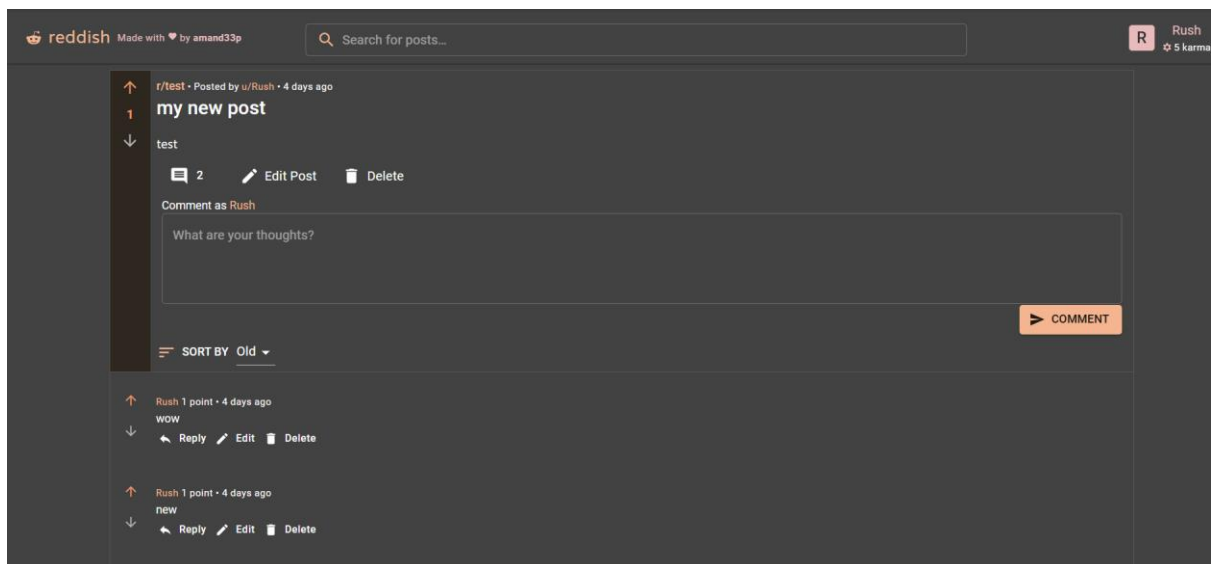 reddish Made with ♥ by amand33p
Search for posts...
R
Rush
5 karma
r/test • Posted by u/Rush • 4 days ago
1
my new post
test
2 Edit Post Delete
Comment as Rush
What are your thoughts?
COMMENT
SORT BY Old
Rush 1 point • 4 days ago
wow
Reply Edit Delete
Rush 1 point • 4 days ago
new
Reply Edit Delete